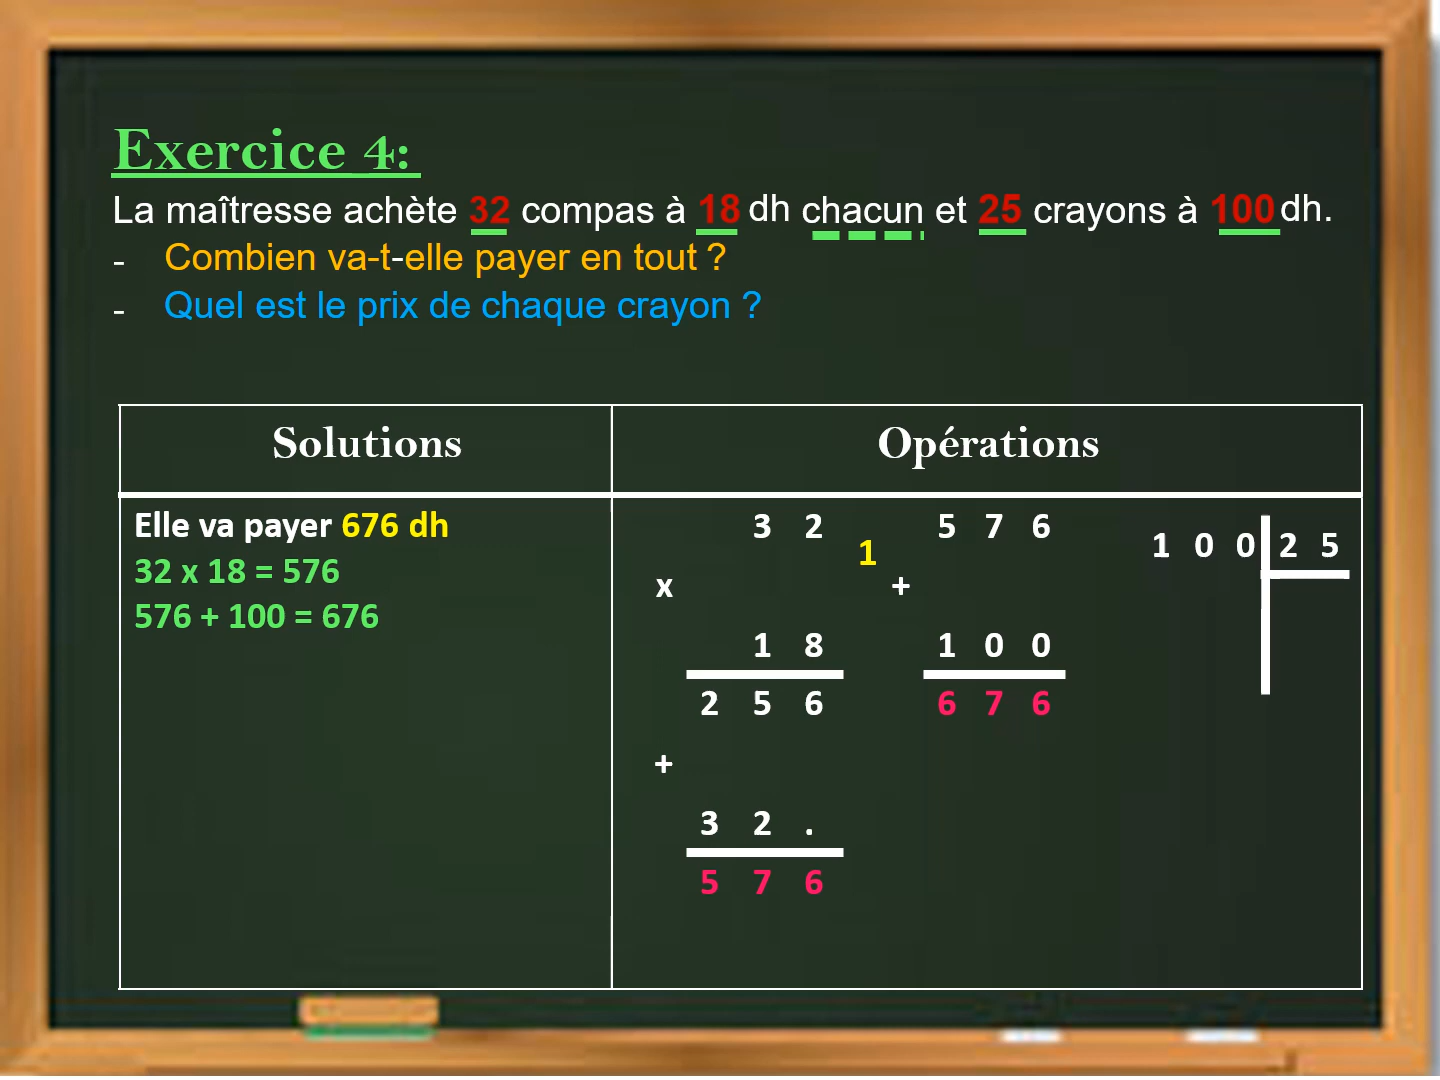 Exercice 4:
La maîtresse achète 32 compas à 18 dh chacun et 25 crayons à 100 dh.
- Combien va-t-elle payer en tout ?
- Quel est le prix de chaque crayon ?
Solutions
Elle va payer 676 dh
32 x 18 = 576
576 + 100 = 676
Opérations
3 2
x
1 8
2 5 6
+
3 2 .
5 7 6
1
5 7 6
+
1 0 0
6 7 6
1 0 0 2 5